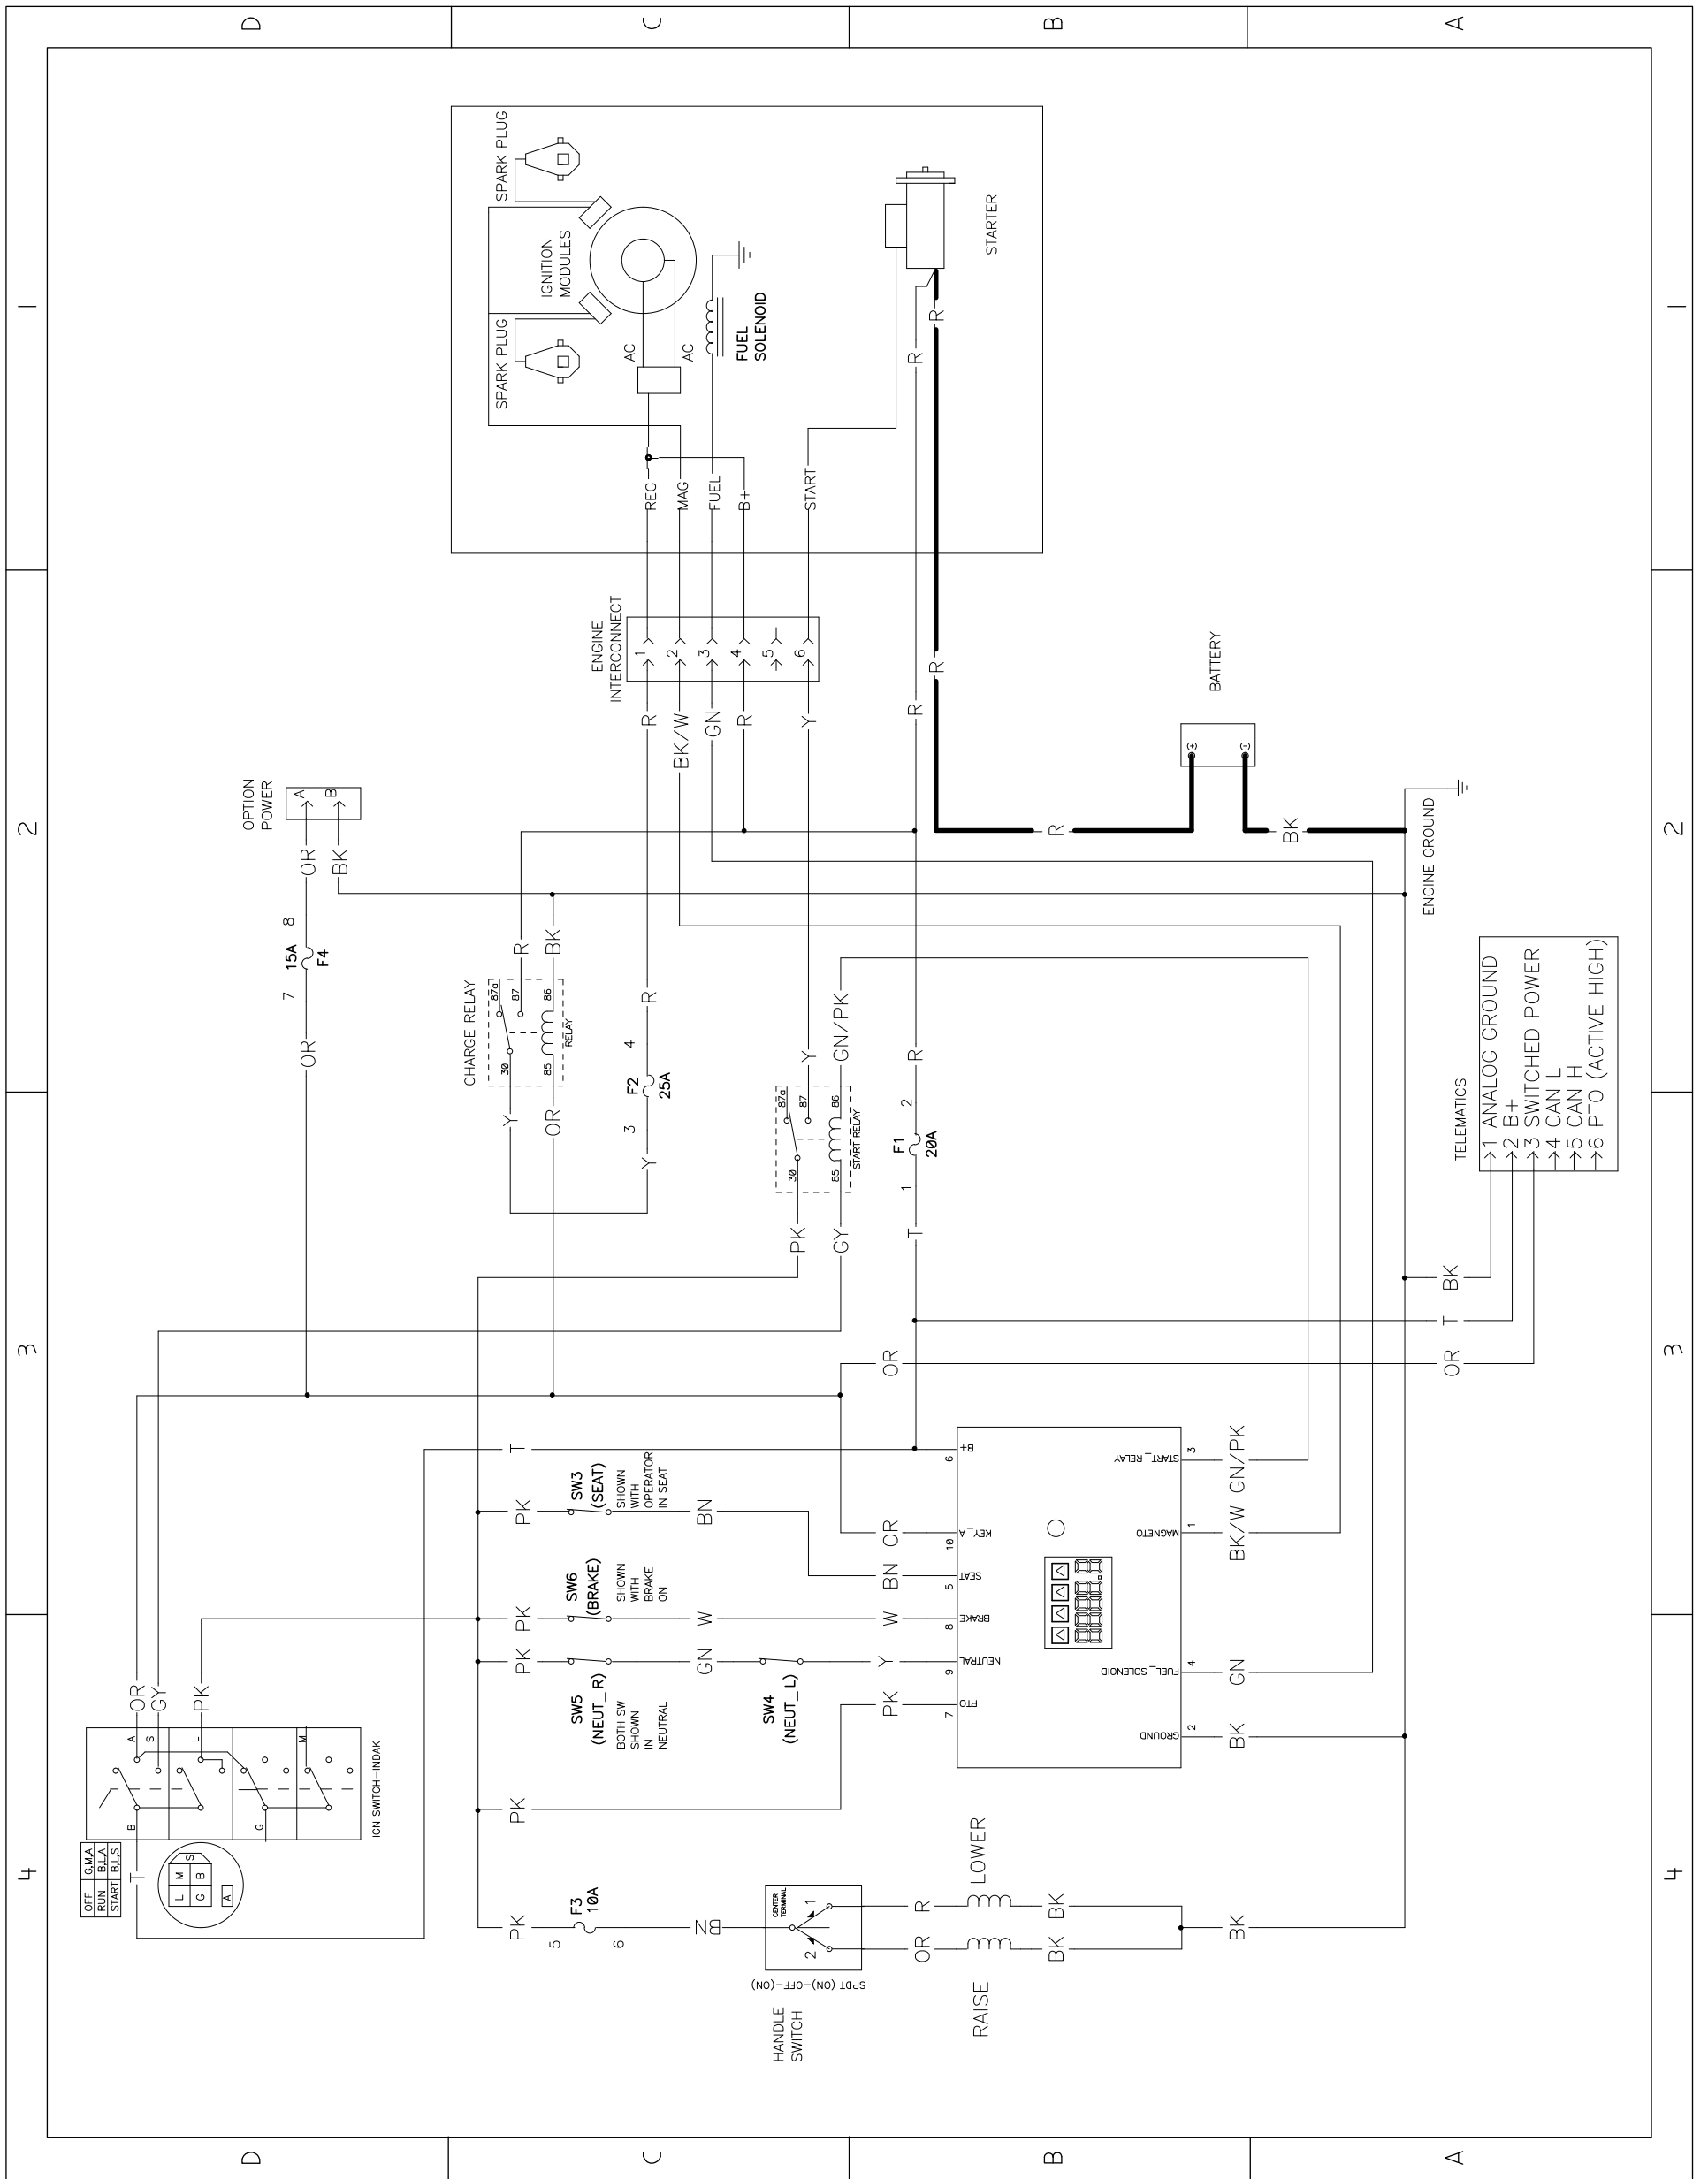 D
C
B
A
1
2
3
4
1
2
3
4
D
C
B
A
SPARK PLUG
SPARK PLUG
IGNITION
MODULES
AC
AC
FUEL
SOLENOID
STARTER
REG
MAG
FUEL
B+
START
R
R
ENGINE
INTERCONNECT
1
2
3
4
5
6
R
BK/W
GN
R
Y
R
R
BATTERY
(+)
(-)
R
BK
ENGINE GROUND
OPTION
POWER
A
B
OR
BK
8
15A
F4
7
OR
CHARGE RELAY
87a
87
86
30
85
RELAY
R
BK
Y
OR
R
4
F2
25A
3
Y
87a
87
86
30
85
START RELAY
Y
GN/PK
PK
GY
R
2
F1
20A
1
T
TELEMATICS
1 ANALOG GROUND
2 B+
3 SWITCHED POWER
4 CAN L
5 CAN H
6 PTO (ACTIVE HIGH)
BK
T
OR
OR
T
PK
SW3
(SEAT)
SHOWN
WITH
OPERATOR
IN SEAT
BN
PK
SW6
(BRAKE)
SHOWN
WITH
BRAKE
ON
W
PK
SW5
(NEUT_R)
BOTH SW
SHOWN
IN
NEUTRAL
GN
SW4
(NEUT_L)
OR
BN
W
Y
PK
6
B+
10
KEY_A
5
SEAT
8
BRAKE
9
NEUTRAL
7
PTO
START_RELAY
3
MAGNETO
1
FUEL_SOLENOID
4
GROUND
2
GN/PK
BK/W
GN
BK
OR
GY
PK
A
S
L
M
B
G
IGN SWITCH-INDAK
OFF G,M,A
RUN B,L,A
START B,L,S
T
L M
S
G B
A
PK
PK
5
F3
10A
6
BN
CENTER
TERMINAL
1
2
SPDT (ON)-OFF-(ON)
HANDLE
SWITCH
R
OR
LOWER
RAISE
BK
BK
BK